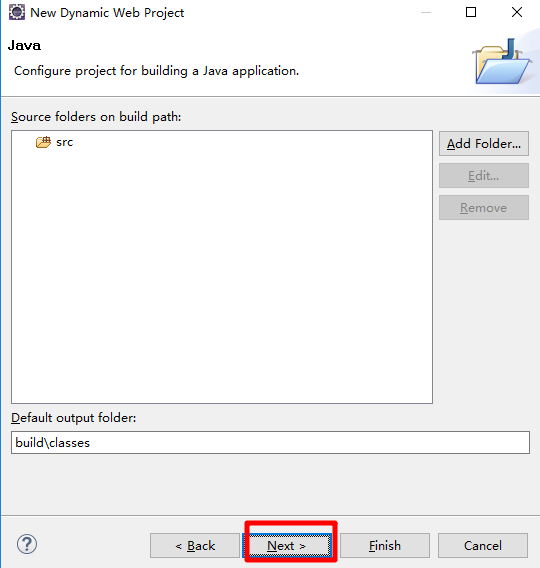 New Dynamic Web Project
Java
Configure project for building a Java application.
Source folders on build path:
src
Add Folder...
Edit...
Remove
Default output folder:
build\classes
? < Back Next > Finish Cancel